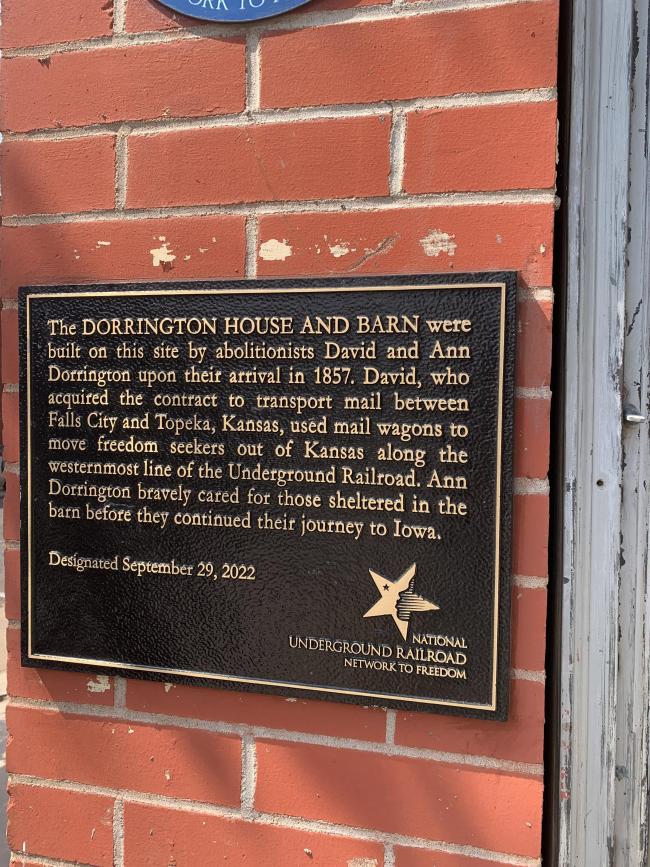 ORK TO
The DORRINGTON HOUSE AND BARN were
built on this site by abolitionists David and Ann
Dorrington upon their arrival in 1857. David, who
acquired the contract to transport mail between
Falls City and Topeka, Kansas, used mail wagons to
move freedom seekers out of Kansas along the
westernmost line of the Underground Railroad. Ann
Dorrington bravely cared for those sheltered in the
barn before they continued their journey to Iowa.
Designated September 29, 2022
NATIONAL
UNDERGROUND RAILROAD
NETWORK TO FREEDOM